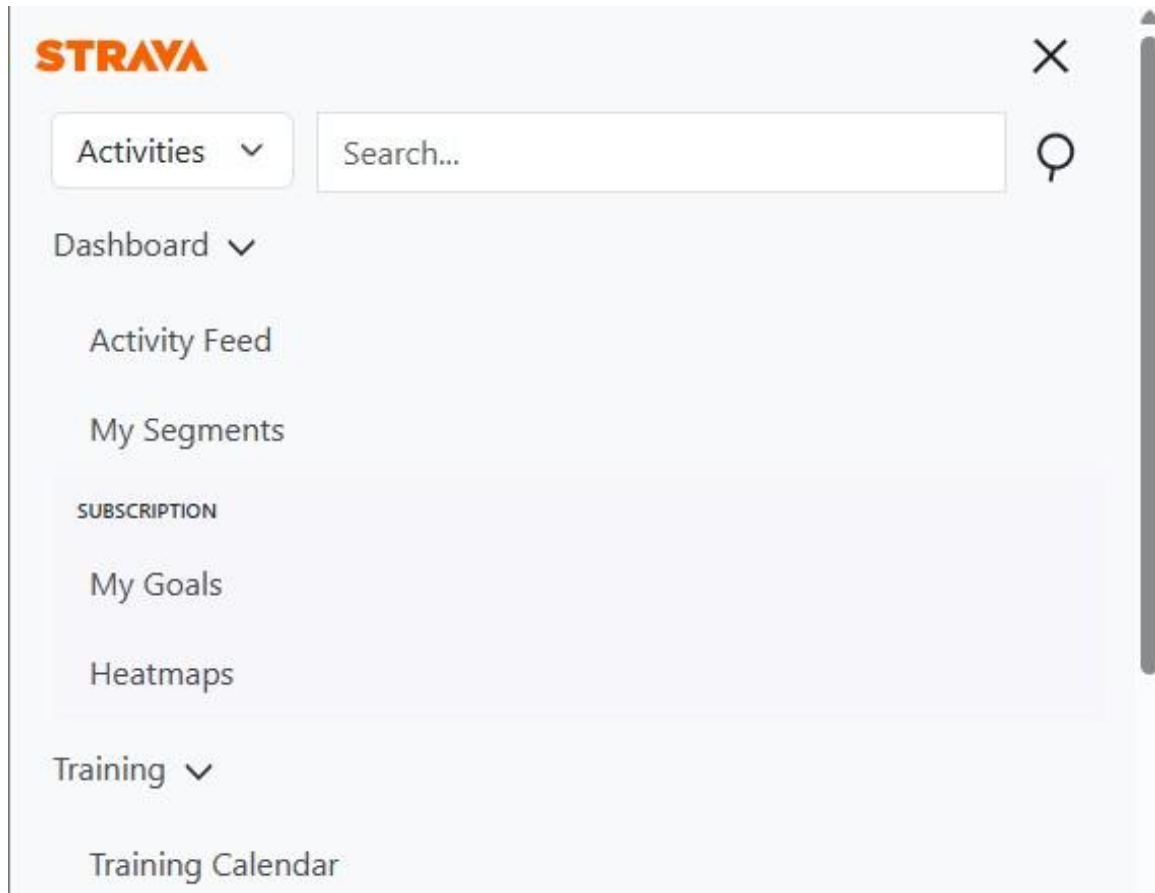 STRAVA
Activities
Search...
Dashboard
Activity Feed
My Segments
SUBSCRIPTION
My Goals
Heatmaps
Training
Training Calendar